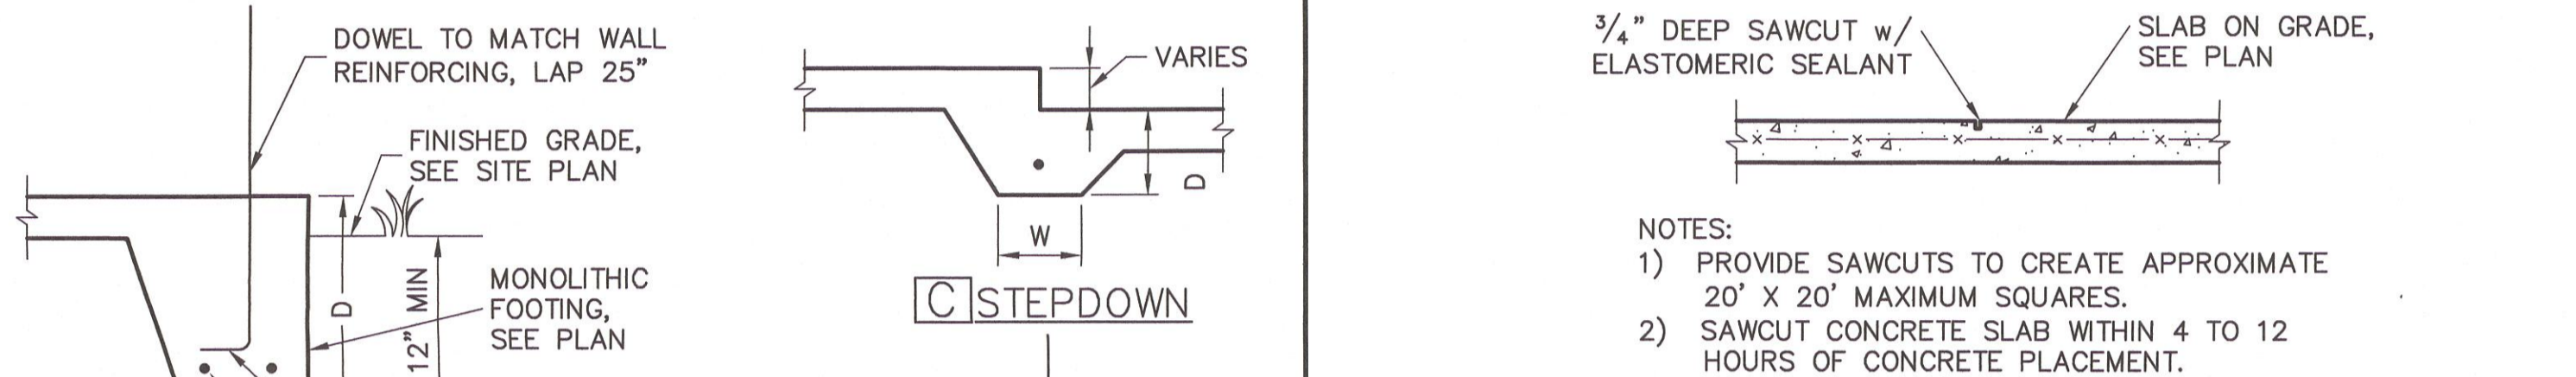 DOWEL TO MATCH WALL
REINFORCING, LAP 25”
FINISHED GRADE,
SEE SITE PLAN
D
12” MIN
MONOLITHIC
FOOTING,
SEE PLAN
VARIES
D
W
C STEPDOWN
3/4” DEEP SAWCUT w/
ELASTOMERIC SEALANT
SLAB ON GRADE,
SEE PLAN
NOTES:
1) PROVIDE SAWCUTS TO CREATE APPROXIMATE
20’ X 20’ MAXIMUM SQUARES.
2) SAWCUT CONCRETE SLAB WITHIN 4 TO 12
HOURS OF CONCRETE PLACEMENT.